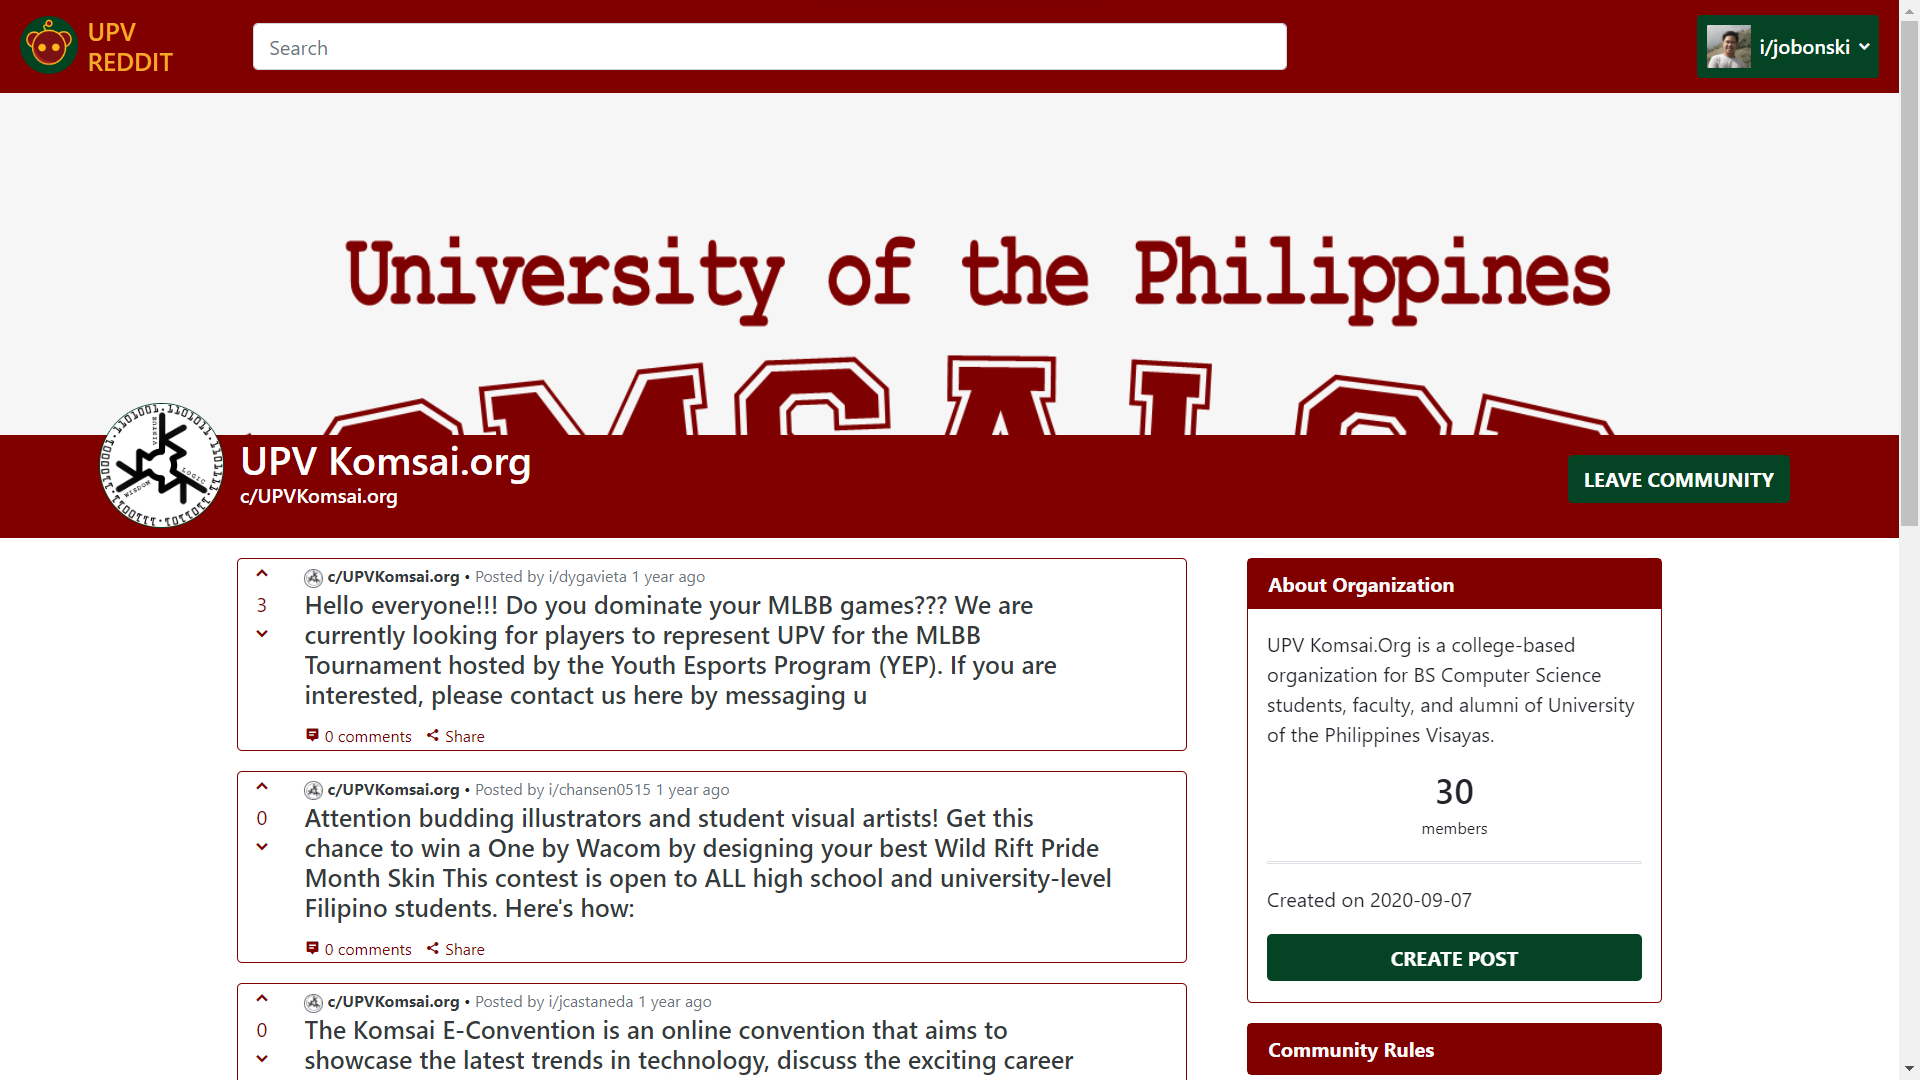 UPV
REDDIT
Search
i/jobonski
University of the Philippines
UPV Komsai.org
c/UPVKomsai.org
LEAVE COMMUNITY
c/UPVKomsai.org • Posted by i/dygavieta 1 year ago
3
Hello everyone!!! Do you dominate your MLBB games??? We are
currently looking for players to represent UPV for the MLBB
Tournament hosted by the Youth Esports Program (YEP). If you are
interested, please contact us here by messaging u
0 comments Share
c/UPVKomsai.org • Posted by i/chansen0515 1 year ago
0
Attention budding illustrators and student visual artists! Get this
chance to win a One by Wacom by designing your best Wild Rift Pride
Month Skin This contest is open to ALL high school and university-level
Filipino students. Here's how:
0 comments Share
c/UPVKomsai.org • Posted by i/jcastaneda 1 year ago
0
The Komsai E-Convention is an online convention that aims to
showcase the latest trends in technology, discuss the exciting career
About Organization
UPV Komsai.Org is a college-based
organization for BS Computer Science
students, faculty, and alumni of University
of the Philippines Visayas.
30
members
Created on 2020-09-07
CREATE POST
Community Rules